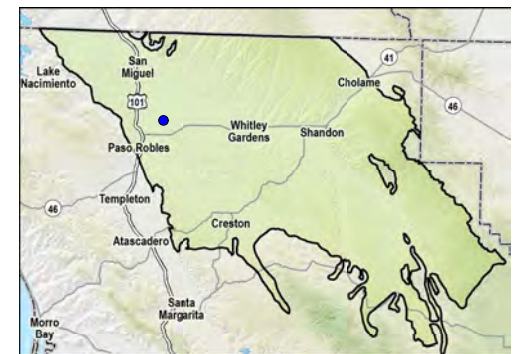 San
Miguel
Lake
Nacimiento
41
Cholame
101
46
Whitley
Gardens
Shandon
Paso Robles
Templeton
46
Creston
Atascadero
Santa
Margarita
Morro
Bay